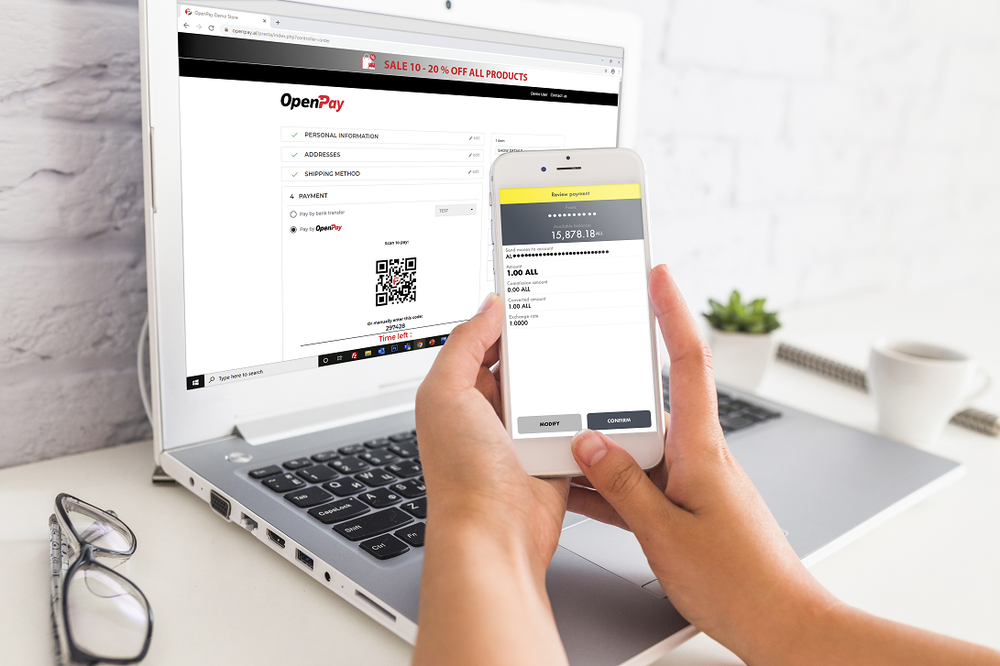 OpenPay Demo Store
openpay.al/presta/index.php?controller=order
SALE 10 - 20 % OFF ALL PRODUCTS
Demo User Contact us
OpenPay
PERSONAL INFORMATION
edit
1 item
ADDRESSES
edit
SHOW DETAILS
SHIPPING METHOD
edit
4 PAYMENT
Pay by bank transfer
TEST
Pay by OpenPay
Scan to pay:
Or manually enter this code:
297428
Time left :
Type here to search
Review payment
From
Available balance
15,878.18 ALL
Send money to account
AL
Amount
1.00 ALL
Commission amount
0.00 ALL
Converted amount
1.00 ALL
Exchange rate
1.0000
MODIFY
CONFIRM
Tab
Q
W
CapsLock
A
Shift
Z
Ctrl
Fn